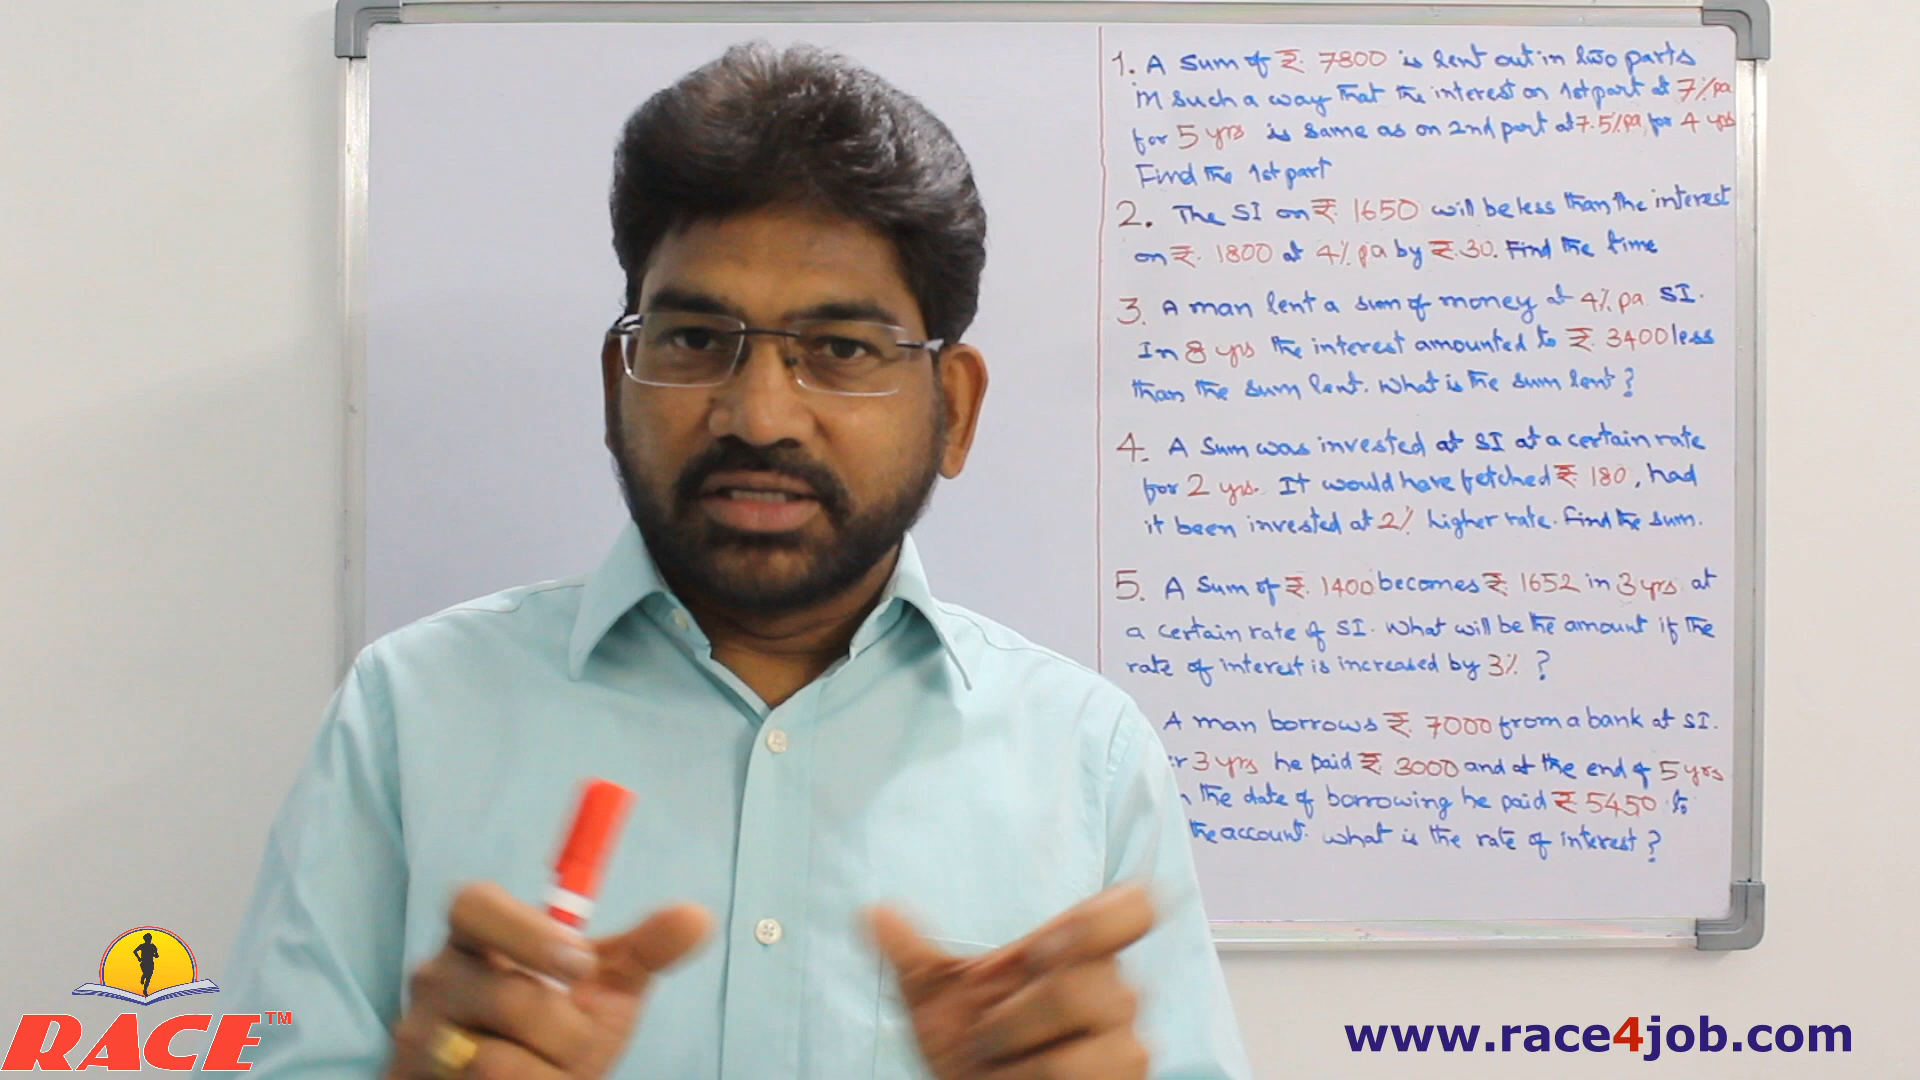 1. A Sum of ₹. 7800 is lent out in two parts
in such a way that the interest on 1st part at 7% pa
for 5 yrs is same as on 2nd part at 7.5% pa for 4 yrs
Find the 1st part
2. The SI on ₹. 1650 will be less than the interest
on ₹. 1800 at 4% pa by ₹. 30. Find the time
3. A man lent a sum of money at 4% pa SI.
In 8 yrs the interest amounted to ₹. 3400 less
than the sum lent. What is the sum lent?
4. A Sum was invested at SI at a certain rate
for 2 yrs. It would have fetched ₹. 180, had
it been invested at 2% higher rate. Find the sum.
5. A Sum of ₹. 1400 becomes ₹. 1652 in 3 yrs at
a certain rate of SI. What will be the amount if the
rate of interest is increased by 3% ?
A man borrows ₹. 7000 from a bank at SI.
r 3 yrs he paid ₹. 3000 and at the end of 5 yrs
the date of borrowing he paid ₹ 5450 to
the account. What is the rate of interest?
RACE™
www.race4job.com